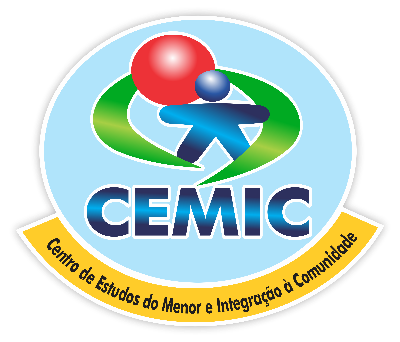 CEMIC
Centro de Estudos do Menor e Integração à Comunidade